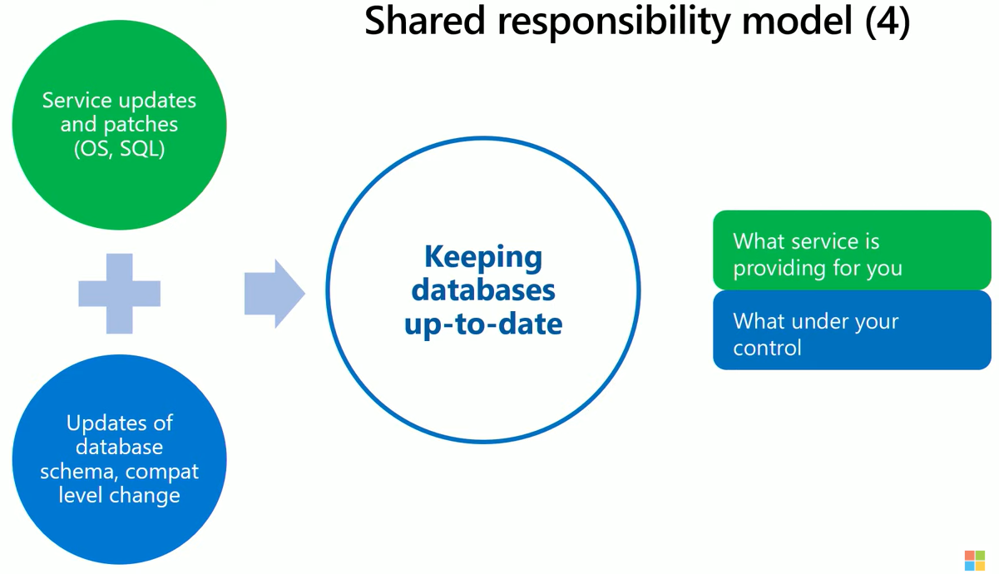 Shared responsibility model (4)
Service updates
and patches
(OS, SQL)
Keeping
databases
up-to-date
What service is
providing for you
What under your
control
Updates of
database
schema, compat
level change